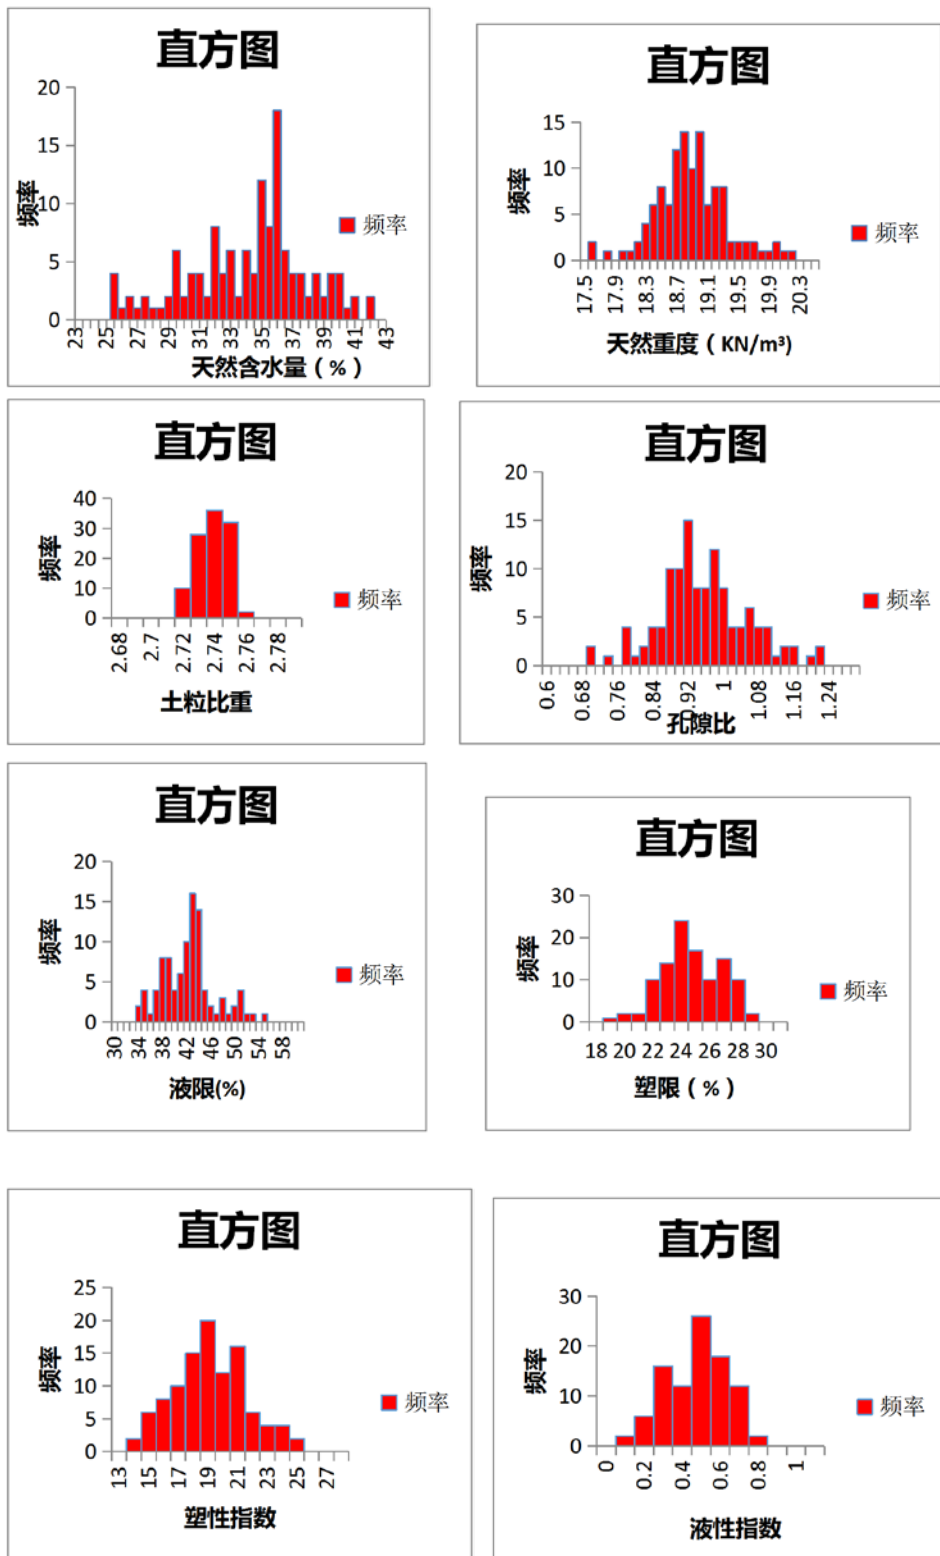 直方图
20
15
10
5
0
频率
频率
23
25
27
29
31
33
35
37
39
41
43
天然含水量（%）
直方图
15
10
5
0
频率
频率
17.5
17.9
18.3
18.7
19.1
19.5
19.9
20.3
天然重度（KN/m³)
直方图
40
30
20
10
0
频率
频率
2.68
2.7
2.72
2.74
2.76
2.78
土粒比重
直方图
20
15
10
5
0
频率
频率
0.6
0.68
0.76
0.84
0.92
1
1.08
1.16
1.24
孔隙比
直方图
20
15
10
5
0
频率
频率
30
34
38
42
46
50
54
58
液限(%)
直方图
30
20
10
0
频率
频率
18 20 22 24 26 28 30
塑限（%）
直方图
25
20
15
10
5
0
频率
频率
13
15
17
19
21
23
25
27
塑性指数
直方图
30
20
10
0
频率
频率
0
0.2
0.4
0.6
0.8
1
液性指数